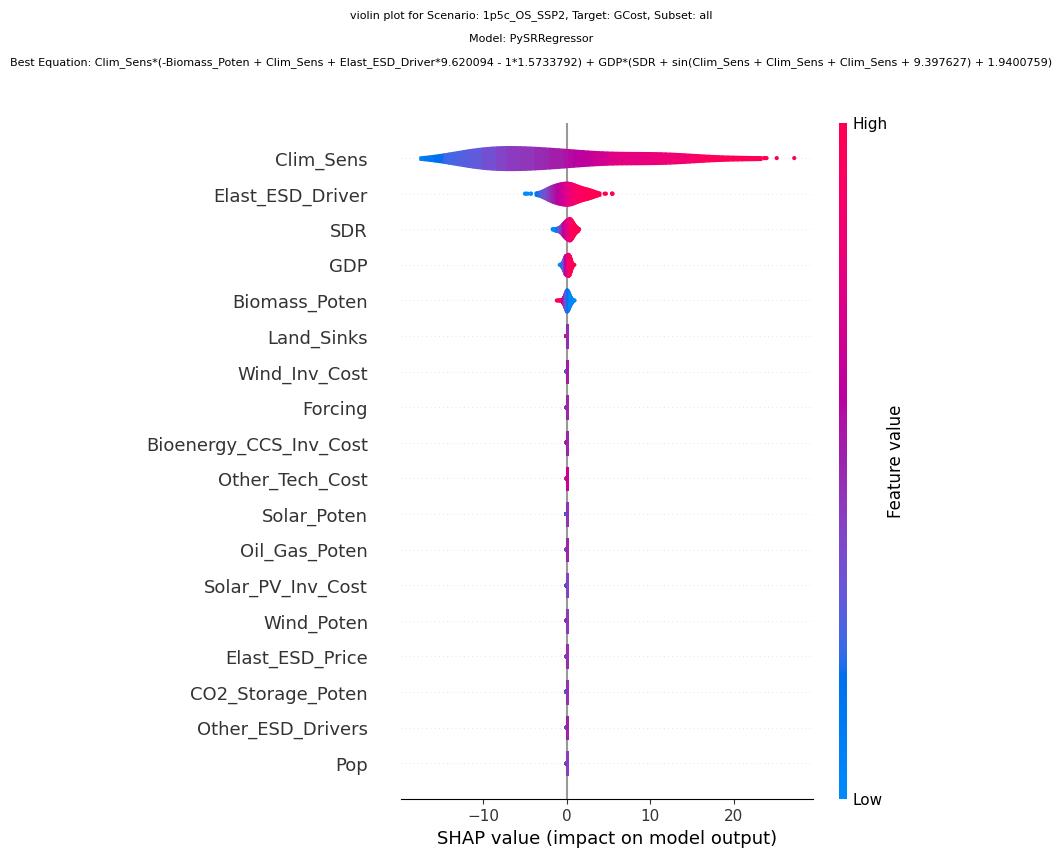 violin plot for Scenario: 1p5c_OS_SSP2, Target: GCost, Subset: all
Model: PySRRegressor
Best Equation: Clim_Sens*(-Biomass_Poten + Clim_Sens + Elast_ESD_Driver*9.620094 - 1*1.5733792) + GDP*(SDR + sin(Clim_Sens + Clim_Sens + Clim_Sens + 9.397627) + 1.9400759)
High
Clim_Sens
Elast_ESD_Driver
SDR
GDP
Biomass_Poten
Land_Sinks
Wind_Inv_Cost
Forcing
Bioenergy_CCS_Inv_Cost
Other_Tech_Cost
Solar_Poten
Oil_Gas_Poten
Solar_PV_Inv_Cost
Wind_Poten
Elast_ESD_Price
CO2_Storage_Poten
Other_ESD_Drivers
Pop
Feature value
Low
−10 0 10 20
SHAP value (impact on model output)